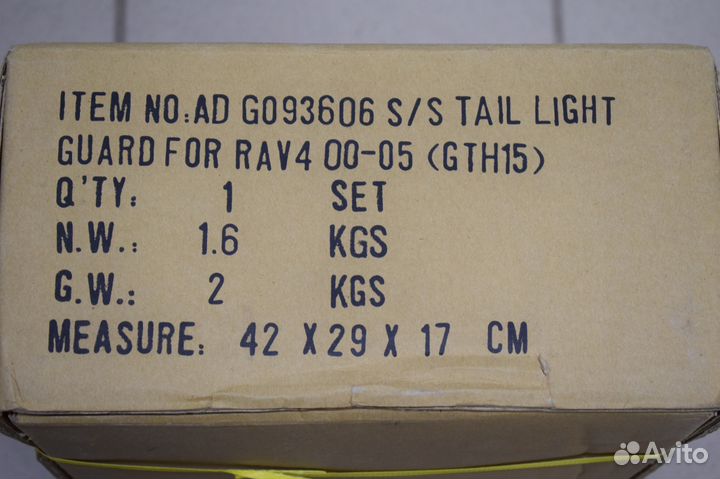 ITEM NO.:AD G093606 S/S TAIL LIGHT
GUARD FOR RAV4 00-05 (GTH15)
Q'TY: 1 SET
N.W.: 1.6 KGS
G.W.: 2 KGS
MEASURE: 42 X 29 X 17 CM
Avito